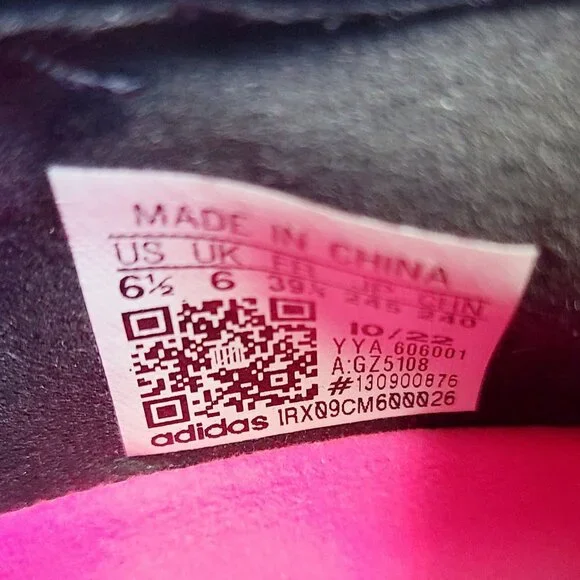 MADE IN CHINA
US UK FR JP CHN
6½ 6 39⅓ 245 240
10/22
YYA 606001
A:GZ5108
#130900876
1RX09CM600026
adidas